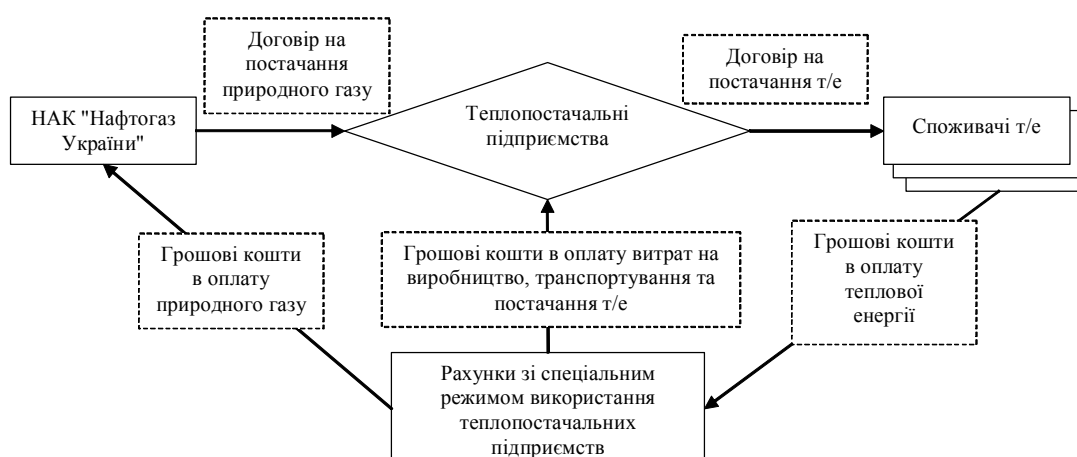 Договір на
постачання
природного газу
Договір на
постачання т/е
НАК "Нафтогаз
України"
Теплопостачальні
підприємства
Споживачі т/е
Грошові кошти
в оплату
природного газу
Грошові кошти в оплату витрат на
виробництво, транспортування та
постачання т/е
Грошові кошти
в оплату
теплової
енергії
Рахунки зі спеціальним
режимом використання
теплопостачальних
підприємств